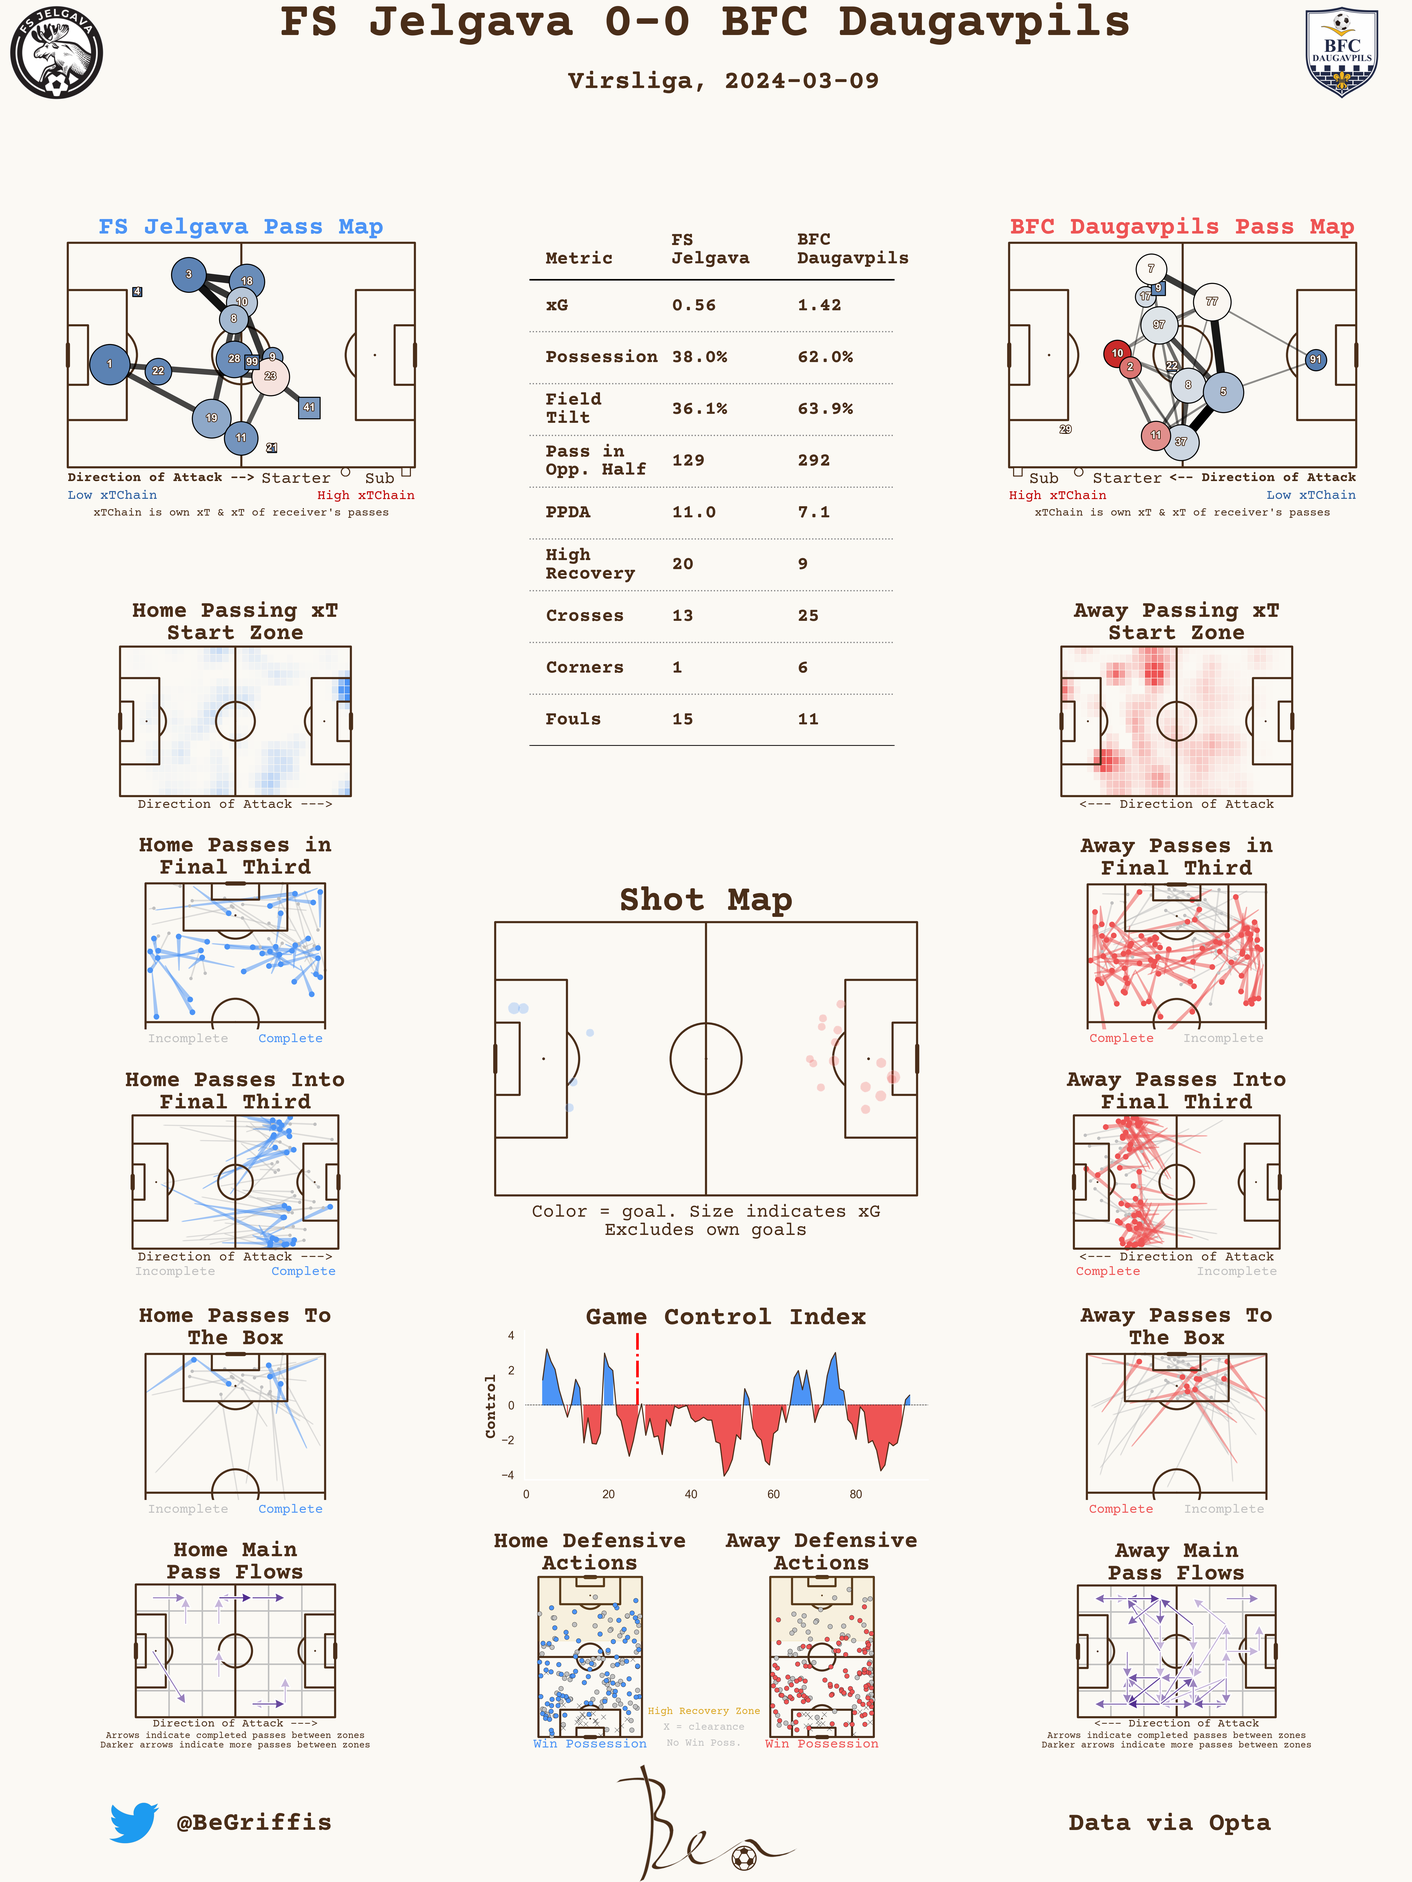 FS Jelgava 0-0 BFC Daugavpils
Virsliga, 2024-03-09
FS JELGAVA
BFC
DAUGAVPILS
FS Jelgava Pass Map
3
18
4
10
8
28
99
9
1
22
23
41
19
11
21
Direction of Attack --> Starter Sub
Low xTChain High xTChain
xTChain is own xT & xT of receiver's passes
Metric FS Jelgava BFC Daugavpils
xG 0.56 1.42
Possession 38.0% 62.0%
Field Tilt 36.1% 63.9%
Pass in Opp. Half 129 292
PPDA 11.0 7.1
High Recovery 20 9
Crosses 13 25
Corners 1 6
Fouls 15 11
BFC Daugavpils Pass Map
7
9
17
77
97
10
2
22
91
8
5
29
11
37
Sub Starter <-- Direction of Attack
High xTChain Low xTChain
xTChain is own xT & xT of receiver's passes
Home Passing xT
Start Zone
Direction of Attack --->
Away Passing xT
Start Zone
<--- Direction of Attack
Home Passes in
Final Third
Incomplete Complete
Shot Map
Color = goal. Size indicates xG
Excludes own goals
Away Passes in
Final Third
Complete Incomplete
Home Passes Into
Final Third
Direction of Attack --->
Incomplete Complete
Away Passes Into
Final Third
<--- Direction of Attack
Complete Incomplete
Home Passes To
The Box
Incomplete Complete
Game Control Index
Control
4
2
0
−2
−4
0 20 40 60 80
Away Passes To
The Box
Complete Incomplete
Home Main
Pass Flows
Direction of Attack --->
Arrows indicate completed passes between zones
Darker arrows indicate more passes between zones
Home Defensive
Actions
Win Possession
Away Defensive
Actions
Win Possession
High Recovery Zone
X = clearance
No Win Poss.
Away Main
Pass Flows
<--- Direction of Attack
Arrows indicate completed passes between zones
Darker arrows indicate more passes between zones
@BeGriffis
Ben
Data via Opta